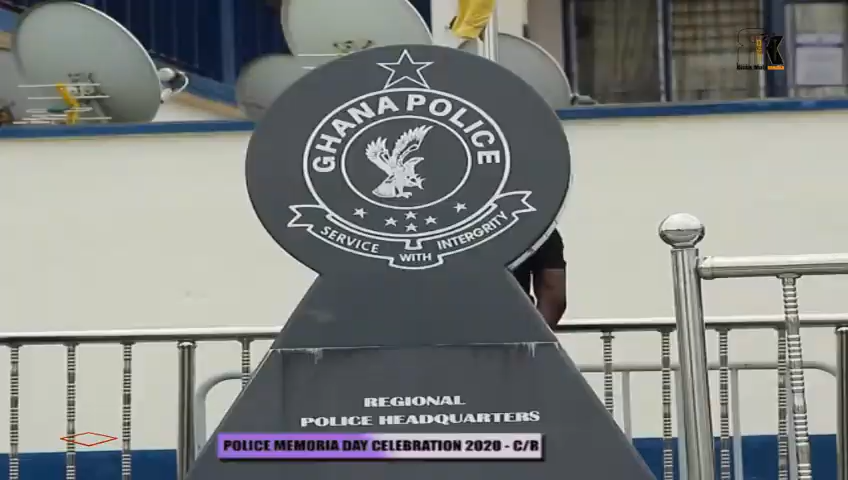 GHANA POLICE
SERVICE WITH INTERGRITY
REGIONAL
POLICE HEADQUARTERS
POLICE MEMORIA DAY CELEBRATION 2020 - C/R